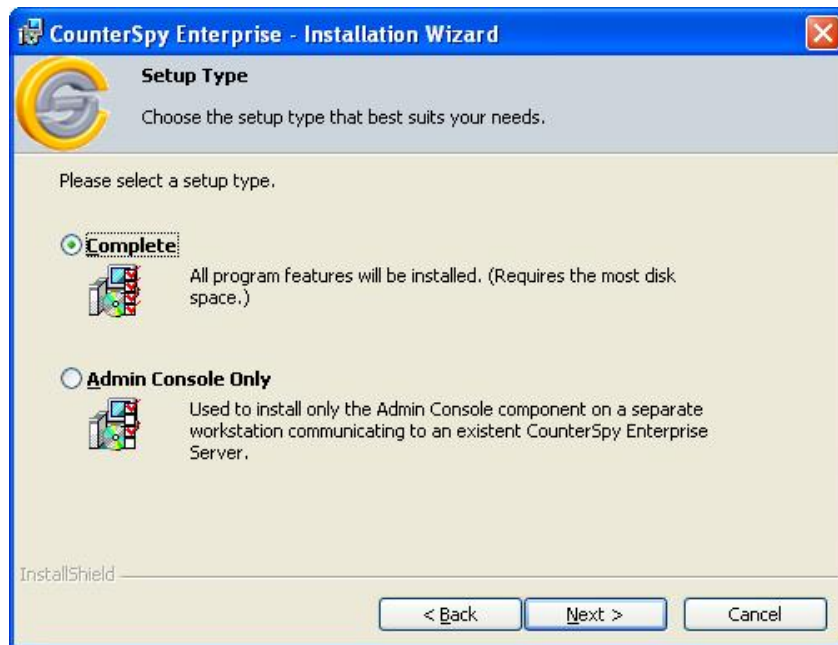 CounterSpy Enterprise - Installation Wizard
Setup Type
Choose the setup type that best suits your needs.
Please select a setup type.
Complete
All program features will be installed. (Requires the most disk
space.)
Admin Console Only
Used to install only the Admin Console component on a separate
workstation communicating to an existent CounterSpy Enterprise
Server.
InstallShield
< Back Next > Cancel